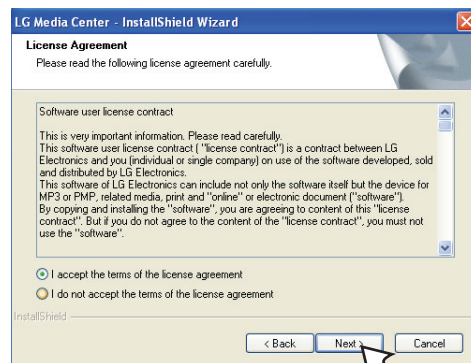 LG Media Center - InstallShield Wizard
License Agreement
Please read the following license agreement carefully.
Software user license contract
This is very important information. Please read carefully.
This software user license contract ( "license contract") is a contract between LG
Electronics and you (individual or single company) on use of the software developed, sold
and distributed by LG Electronics.
This software of LG Electronics can include not only the software itself but the device for
MP3 or PMP, related media, print and "online" or electronic document ("software").
By copying and installing the "software", you are agreeing to content of this "license
contract". But if you do not agree to the content of the "license contract", you must not
use the "software".
I accept the terms of the license agreement
I do not accept the terms of the license agreement
InstallShield
< Back Next > Cancel